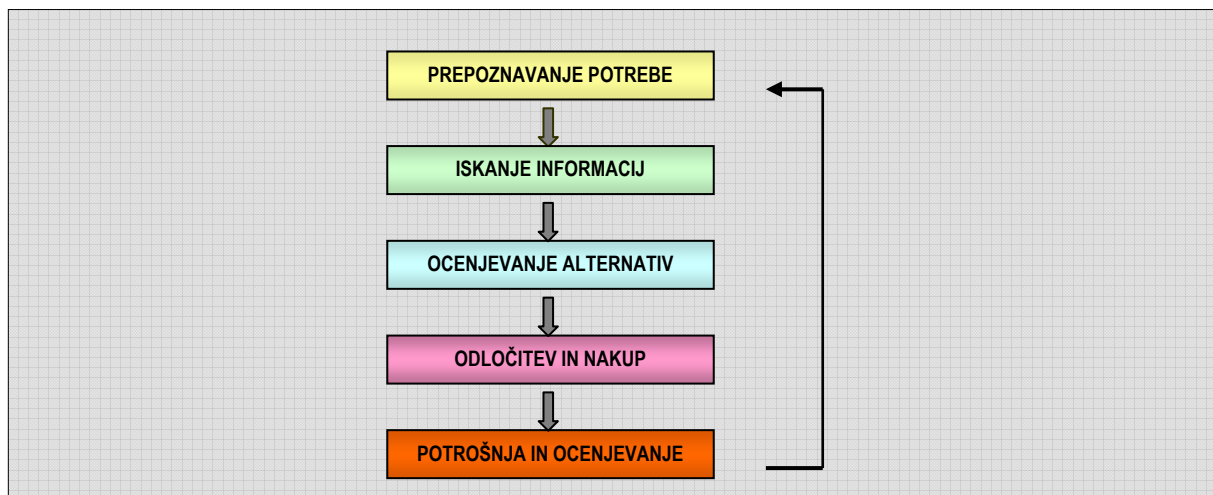 PREPOZNAVANJE POTREBE
ISKANJE INFORMACIJ
OCENJEVANJE ALTERNATIV
ODLOČITEV IN NAKUP
POTROŠNJA IN OCENJEVANJE